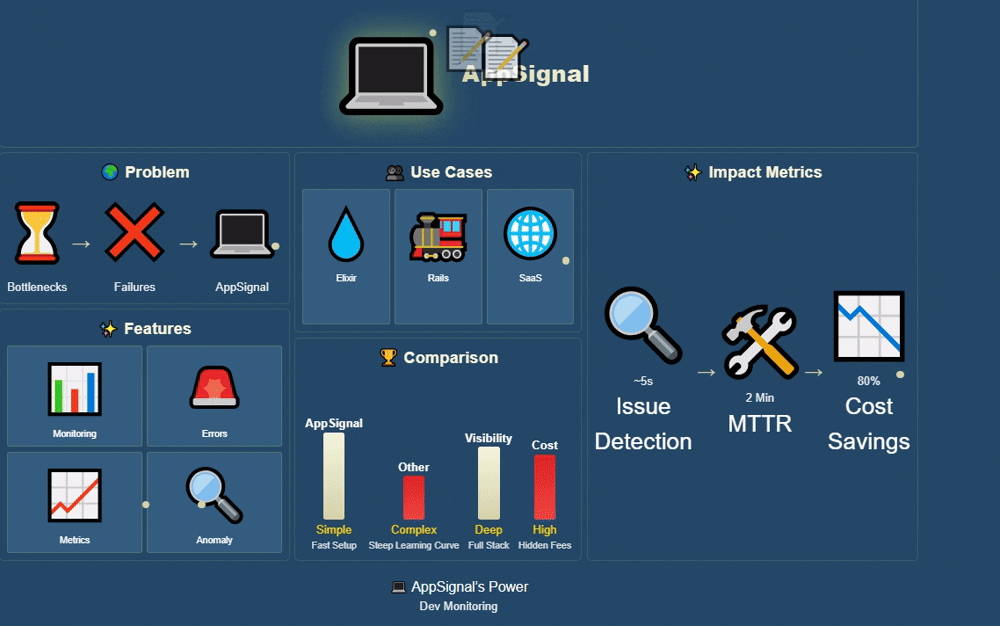 AppSignal
Problem
Bottlenecks
Failures
AppSignal
Features
Monitoring
Errors
Metrics
Anomaly
Use Cases
Elixir
Rails
SaaS
Comparison
AppSignal
Simple
Fast Setup
Other
Complex
Sleep Learning Curve
Visibility
Deep
Full Stack
Cost
High
Hidden Fees
Impact Metrics
~5s
Issue
Detection
2 Min
MTTR
80%
Cost
Savings
AppSignal's Power
Dev Monitoring